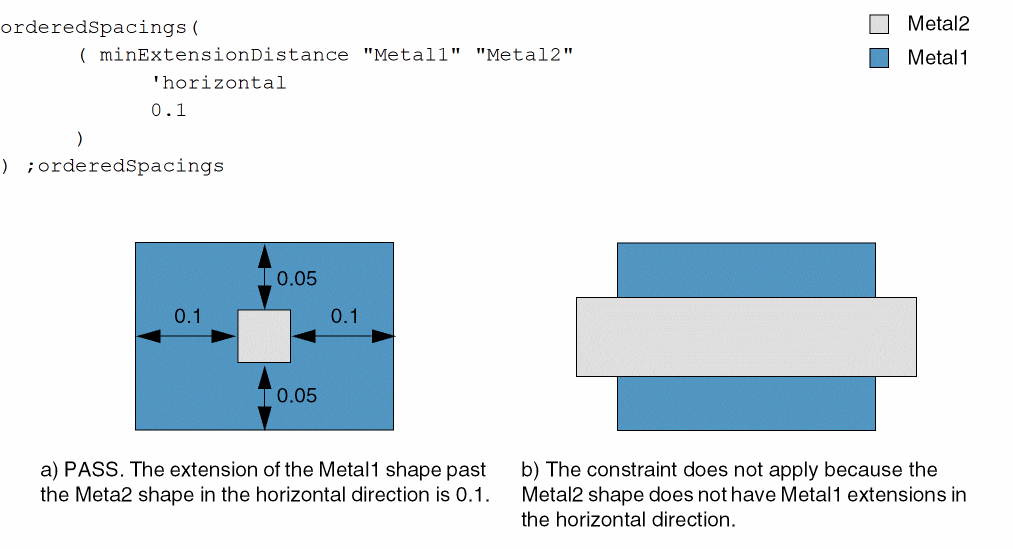 orderedSpacings(
( minExtensionDistance "Metal1" "Metal2"
'horizontal
0.1
)
) ;orderedSpacings
Metal2
Metal1
0.05
0.1
0.1
0.05
a) PASS. The extension of the Metal1 shape past
the Meta2 shape in the horizontal direction is 0.1.
b) The constraint does not apply because the
Metal2 shape does not have Metal1 extensions in
the horizontal direction.